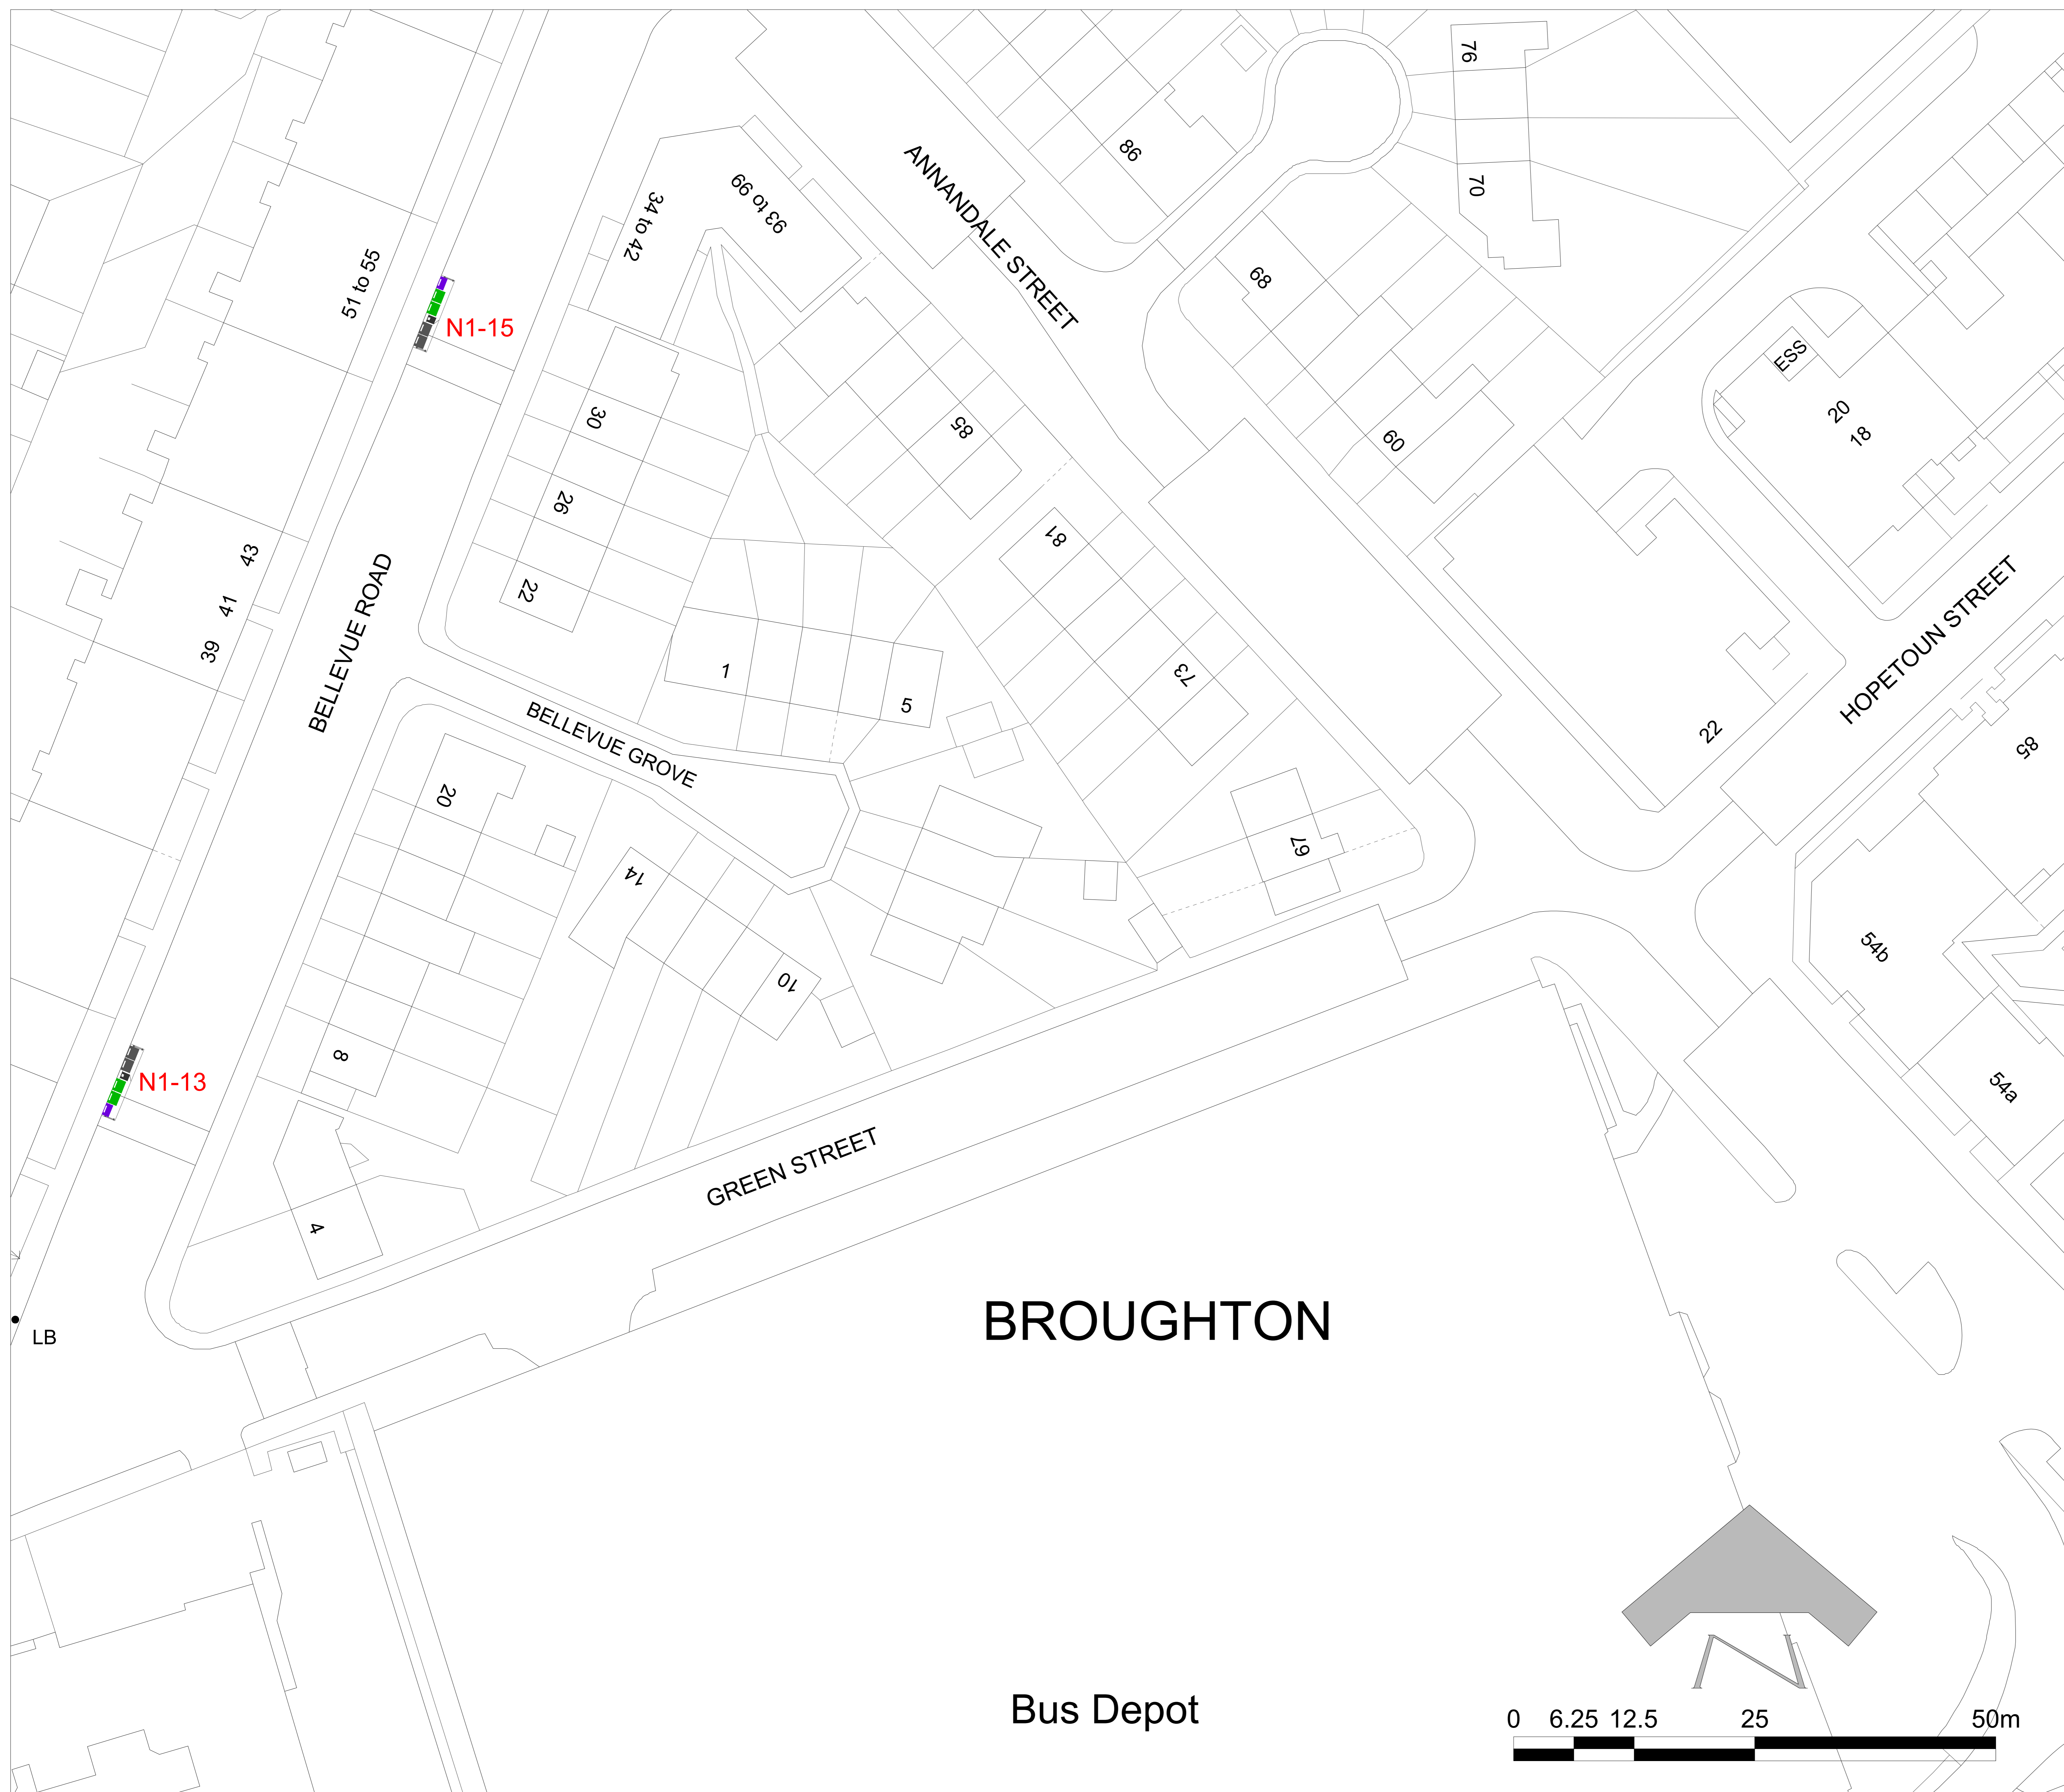 76
86
70
ANNANDALE STREET
93 to 99
34 to 42
51 to 55
68
N1-15
ESS
20
18
30
85
60
26
81
43
22
41
39
BELLEVUE ROAD
HOPETOUN STREET
1
5
73
BELLEVUE GROVE
22
85
20
67
14
54b
10
8
N1-13
54a
GREEN STREET
4
BROUGHTON
LB
N
Bus Depot
0 6.25 12.5 25 50m